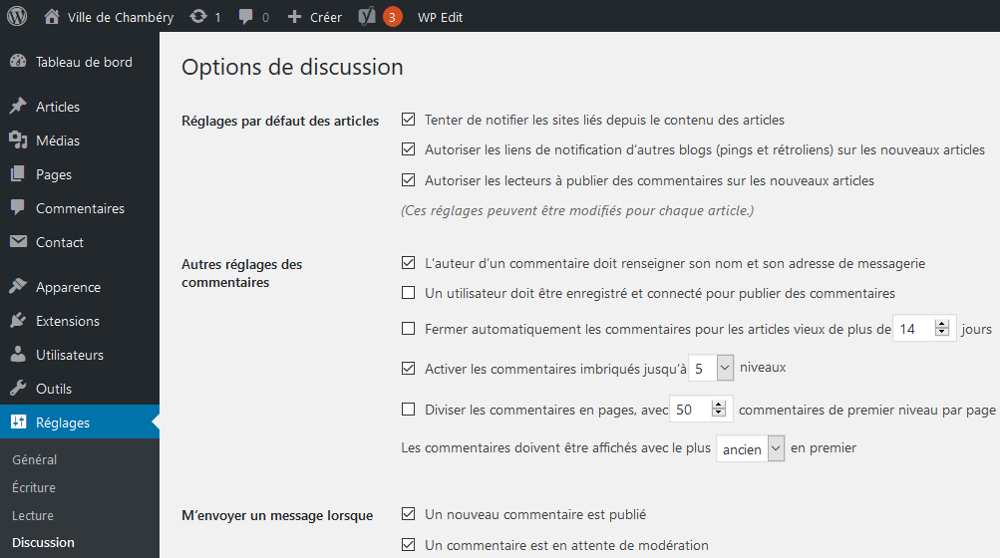 Ville de Chambéry 1 0 Créer 3 WP Edit
Tableau de bord
Articles
Médias
Pages
Commentaires
Contact
Apparence
Extensions
Utilisateurs
Outils
Réglages
Général
Écriture
Lecture
Discussion
Options de discussion
Réglages par défaut des articles
Tenter de notifier les sites liés depuis le contenu des articles
Autoriser les liens de notification d’autres blogs (pings et rétroliens) sur les nouveaux articles
Autoriser les lecteurs à publier des commentaires sur les nouveaux articles
(Ces réglages peuvent être modifiés pour chaque article.)
Autres réglages des
commentaires
L’auteur d’un commentaire doit renseigner son nom et son adresse de messagerie
Un utilisateur doit être enregistré et connecté pour publier des commentaires
Fermer automatiquement les commentaires pour les articles vieux de plus de 14 jours
Activer les commentaires imbriqués jusqu’à 5 niveaux
Diviser les commentaires en pages, avec 50 commentaires de premier niveau par page
Les commentaires doivent être affichés avec le plus ancien en premier
M’envoyer un message lorsque
Un nouveau commentaire est publié
Un commentaire est en attente de modération